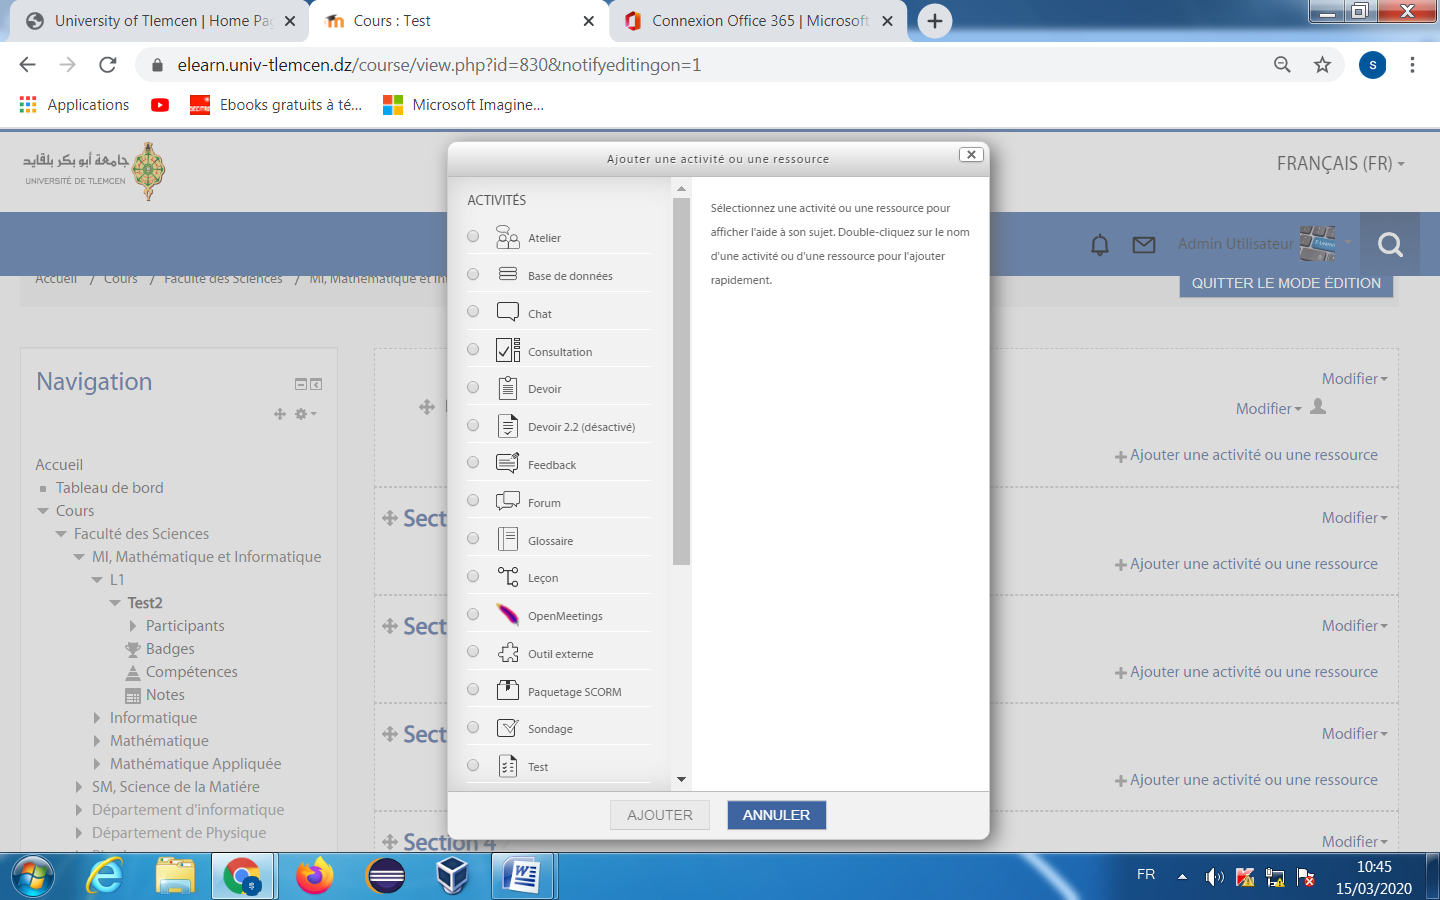 University of Tlemcen | Home Pag
Cours : Test
Connexion Office 365 | Microsoft
elearn.univ-tlemcen.dz/course/view.php?id=830&notifyeditingon=1
s
Applications
Ebooks gratuits à té...
Microsoft Imagine...
جامعة أبو بكر بلقايد
UNIVERSITÉ DE TLEMCEN
FRANÇAIS (FR)
Admin Utilisateur
Accueil / Cours / Faculté des Sciences / MI, Mathématique et In
QUITTER LE MODE ÉDITION
Navigation
Accueil
Tableau de bord
Cours
Faculté des Sciences
MI, Mathématique et Informatique
L1
Test2
Participants
Badges
Compétences
Notes
Informatique
Mathématique
Mathématique Appliquée
SM, Science de la Matiére
Département d'informatique
Département de Physique
Ajouter une activité ou une ressource
ACTIVITÉS
Atelier
Base de données
Chat
Consultation
Devoir
Devoir 2.2 (désactivé)
Feedback
Forum
Glossaire
Leçon
OpenMeetings
Outil externe
Paquetage SCORM
Sondage
Test
Sélectionnez une activité ou une ressource pour
afficher l'aide à son sujet. Double-cliquez sur le nom
d'une activité ou d'une ressource pour l'ajouter
rapidement.
AJOUTER
ANNULER
Modifier
Modifier
Ajouter une activité ou une ressource
Sect
Modifier
Ajouter une activité ou une ressource
Sect
Modifier
Ajouter une activité ou une ressource
Sect
Modifier
Ajouter une activité ou une ressource
Section 4
Modifier
FR
10:45
15/03/2020